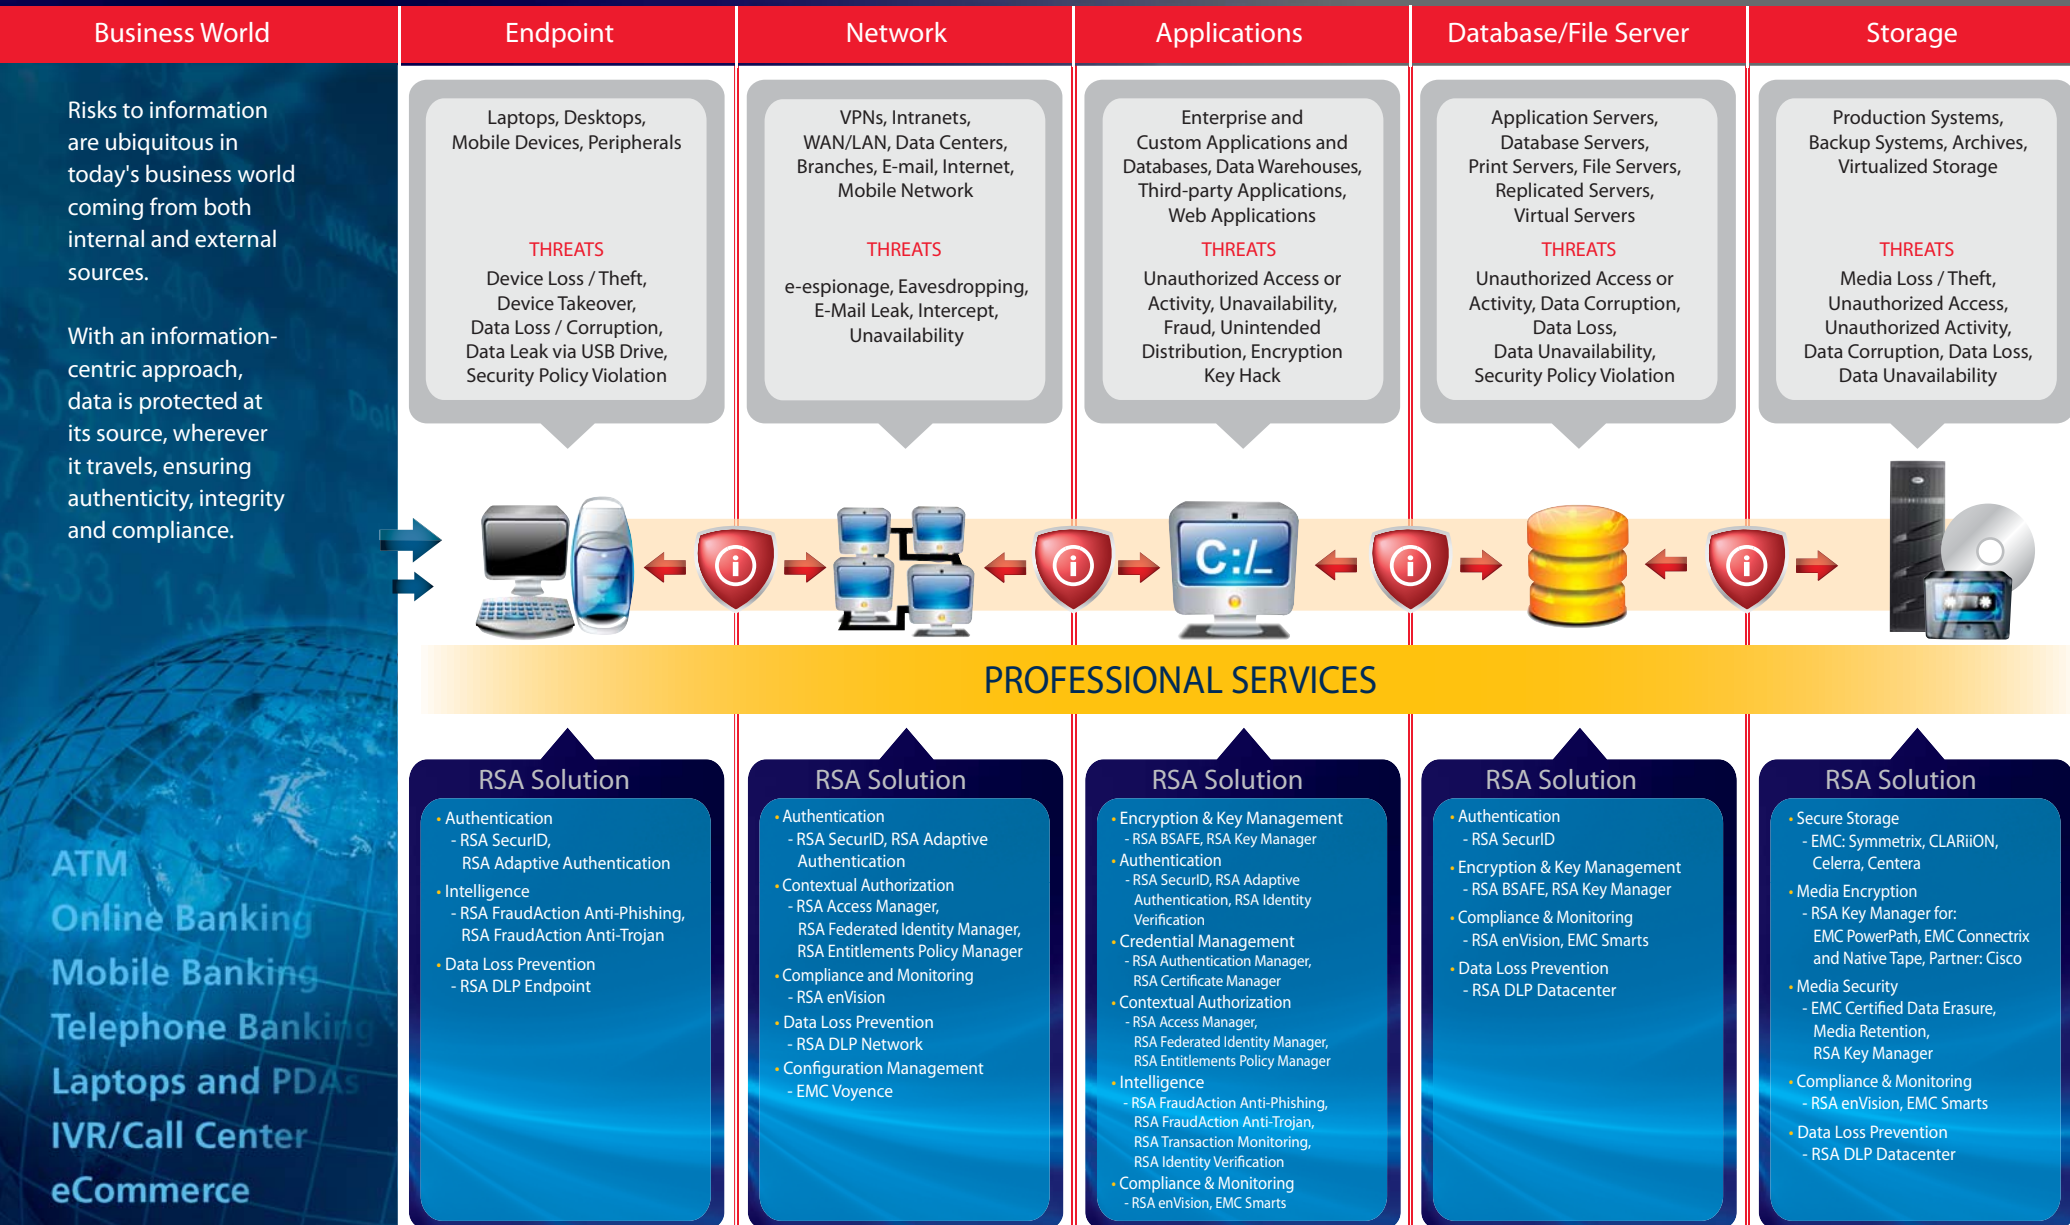 Business World
Risks to information
are ubiquitous in
today's business world
coming from both
internal and external
sources.
With an information-
centric approach,
data is protected at
its source, wherever
it travels, ensuring
authenticity, integrity
and compliance.
ATM
Online Banking
Mobile Banking
Telephone Banking
Laptops and PDAs
IVR/Call Center
eCommerce
Endpoint
Laptops, Desktops,
Mobile Devices, Peripherals
THREATS
Device Loss / Theft,
Device Takeover,
Data Loss / Corruption,
Data Leak via USB Drive,
Security Policy Violation
Network
VPNs, Intranets,
WAN/LAN, Data Centers,
Branches, E-mail, Internet,
Mobile Network
THREATS
e-espionage, Eavesdropping,
E-Mail Leak, Intercept,
Unavailability
Applications
Enterprise and
Custom Applications and
Databases, Data Warehouses,
Third-party Applications,
Web Applications
THREATS
Unauthorized Access or
Activity, Unavailability,
Fraud, Unintended
Distribution, Encryption
Key Hack
C:/_
Database/File Server
Application Servers,
Database Servers,
Print Servers, File Servers,
Replicated Servers,
Virtual Servers
THREATS
Unauthorized Access or
Activity, Data Corruption,
Data Loss,
Data Unavailability,
Security Policy Violation
Storage
Production Systems,
Backup Systems, Archives,
Virtualized Storage
THREATS
Media Loss / Theft,
Unauthorized Access,
Unauthorized Activity,
Data Corruption, Data Loss,
Data Unavailability
PROFESSIONAL SERVICES
RSA Solution
• Authentication
- RSA SecurID,
RSA Adaptive Authentication
• Intelligence
- RSA FraudAction Anti-Phishing,
RSA FraudAction Anti-Trojan
• Data Loss Prevention
- RSA DLP Endpoint
RSA Solution
• Authentication
- RSA SecurID, RSA Adaptive
Authentication
• Contextual Authorization
- RSA Access Manager,
RSA Federated Identity Manager,
RSA Entitlements Policy Manager
• Compliance and Monitoring
- RSA enVision
• Data Loss Prevention
- RSA DLP Network
• Configuration Management
- EMC Voyence
RSA Solution
• Encryption & Key Management
- RSA BSAFE, RSA Key Manager
• Authentication
- RSA SecurID, RSA Adaptive
Authentication, RSA Identity
Verification
• Credential Management
- RSA Authentication Manager,
RSA Certificate Manager
• Contextual Authorization
- RSA Access Manager,
RSA Federated Identity Manager,
RSA Entitlements Policy Manager
• Intelligence
- RSA FraudAction Anti-Phishing,
RSA FraudAction Anti-Trojan,
RSA Transaction Monitoring,
RSA Identity Verification
• Compliance & Monitoring
- RSA enVision, EMC Smarts
RSA Solution
• Authentication
- RSA SecurID
• Encryption & Key Management
- RSA BSAFE, RSA Key Manager
• Compliance & Monitoring
- RSA enVision, EMC Smarts
• Data Loss Prevention
- RSA DLP Datacenter
RSA Solution
• Secure Storage
- EMC: Symmetrix, CLARiiON,
Celerra, Centera
• Media Encryption
- RSA Key Manager for:
EMC PowerPath, EMC Connectrix
and Native Tape, Partner: Cisco
• Media Security
- EMC Certified Data Erasure,
Media Retention,
RSA Key Manager
• Compliance & Monitoring
- RSA enVision, EMC Smarts
• Data Loss Prevention
- RSA DLP Datacenter